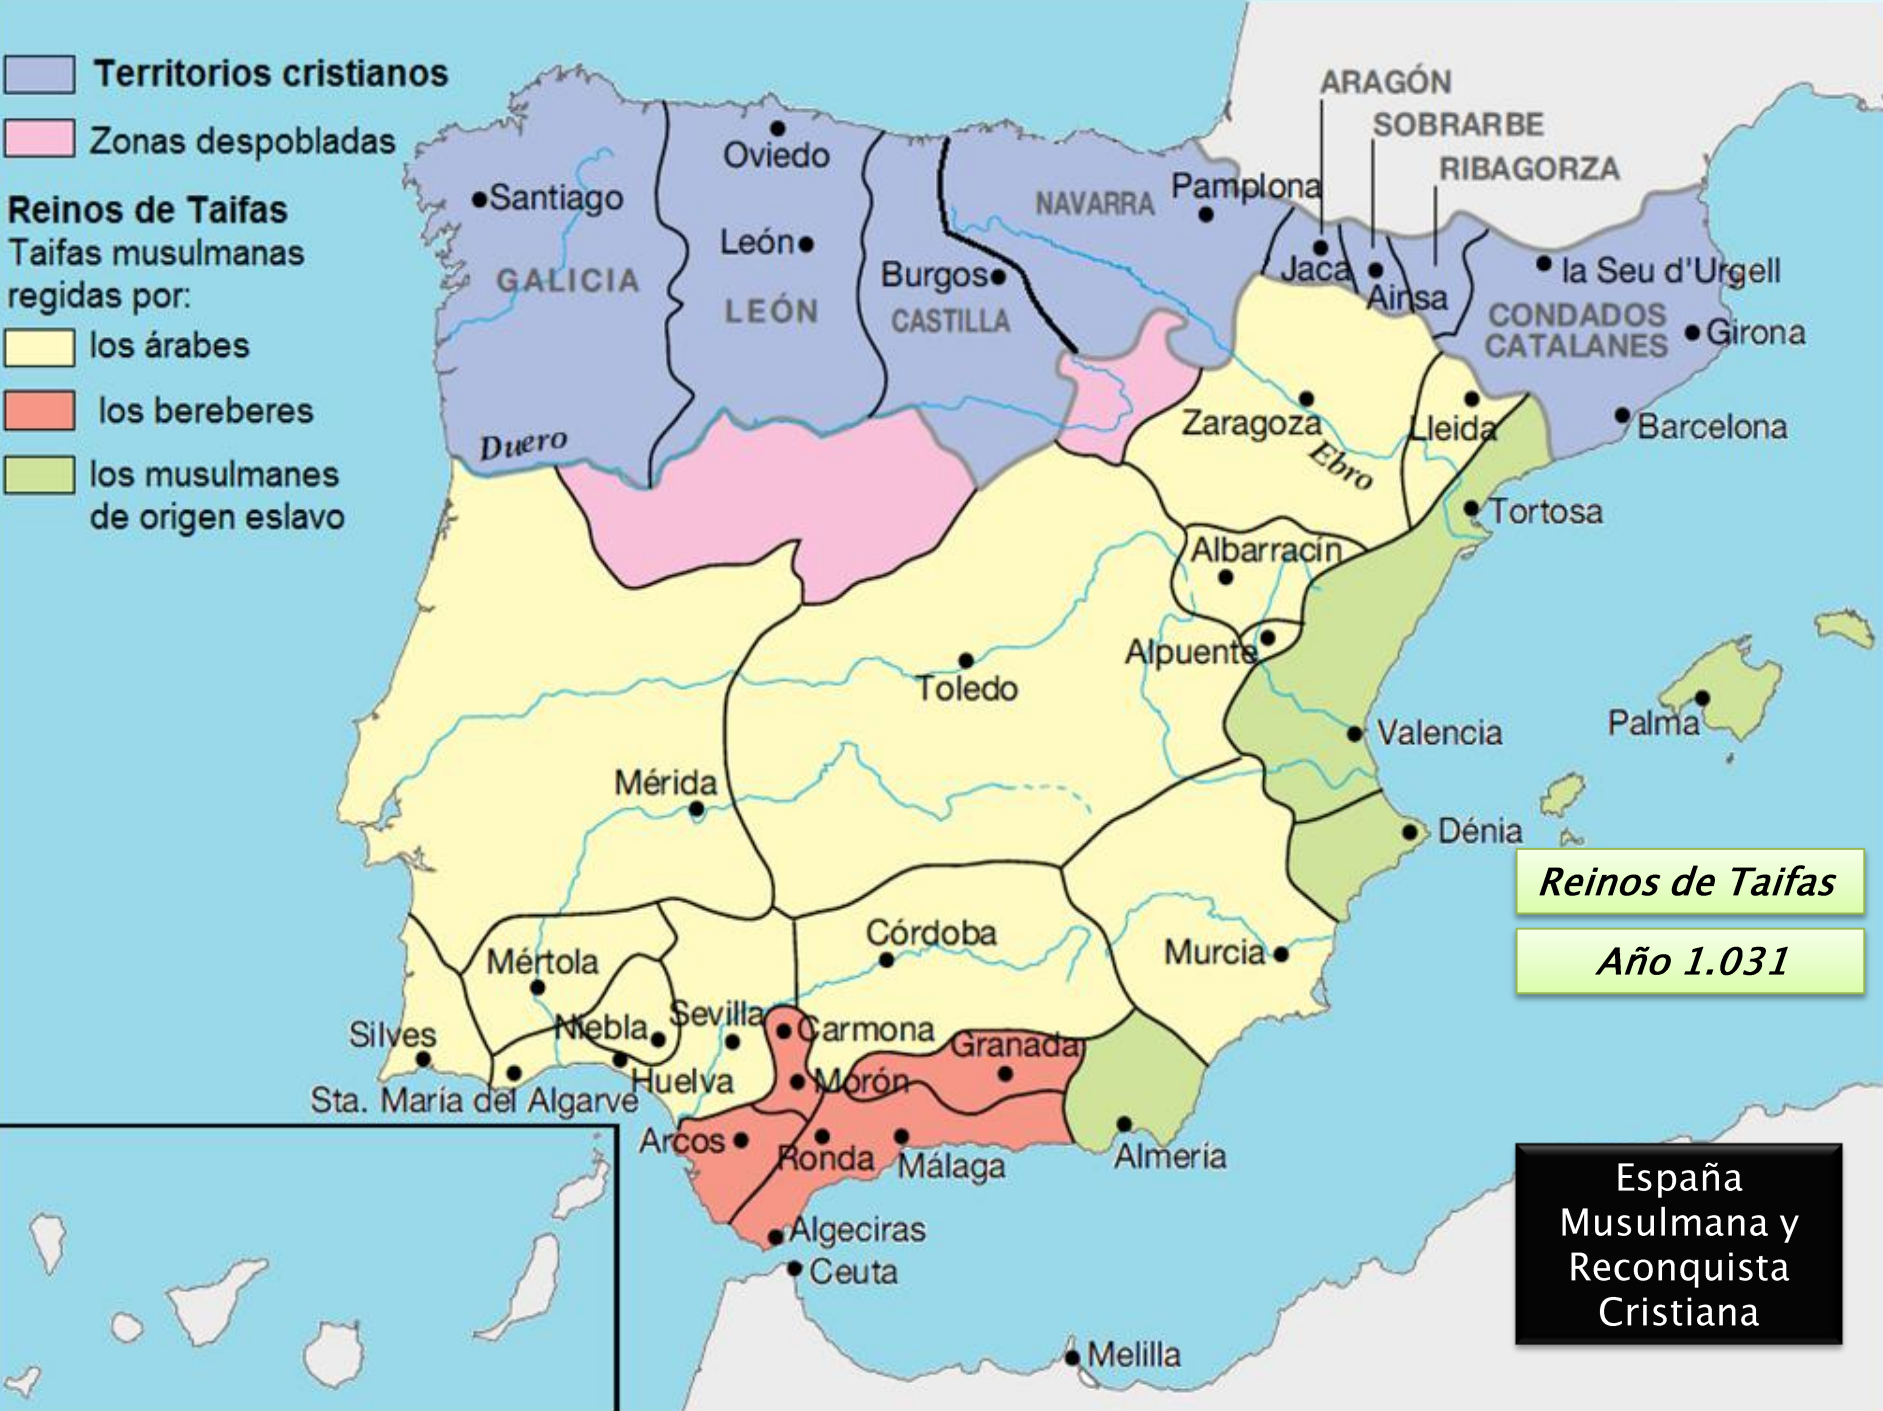 Territorios cristianos
Zonas despobladas
Reinos de Taifas
Taifas musulmanas
regidas por:
los árabes
los bereberes
los musulmanes
de origen eslavo
ARAGÓN
SOBRARBE
RIBAGORZA
Oviedo
Santiago
NAVARRA
Pamplona
León
Burgos
Jaca
Ainsa
la Seu d'Urgell
GALICIA
LEÓN
CASTILLA
CONDADOS
CATALANES
Girona
Duero
Zaragoza
Lleida
Barcelona
Ebro
Tortosa
Albarracín
Alpuente
Toledo
Valencia
Palma
Mérida
Dénia
Reinos de Taifas
Año 1.031
Córdoba
Murcia
Mértola
Silves
Niebla
Sevilla
Carmona
Granada
Huelva
Morón
Sta. María del Algarve
Arcos
Ronda
Málaga
Almería
Algeciras
Ceuta
Melilla
España
Musulmana y
Reconquista
Cristiana